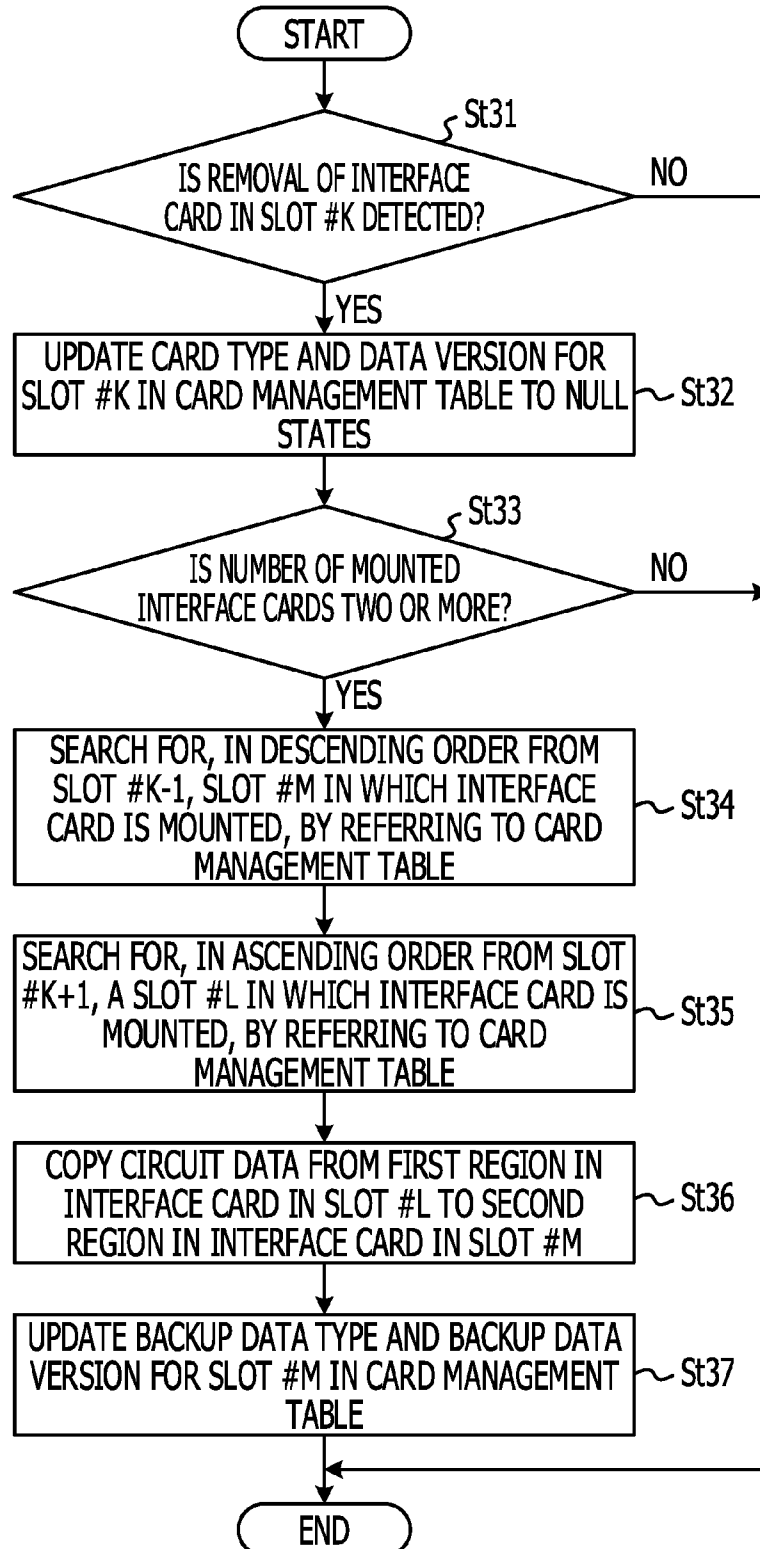 START
St31
IS REMOVAL OF INTERFACE
CARD IN SLOT #K DETECTED?
NO
YES
UPDATE CARD TYPE AND DATA VERSION FOR
SLOT #K IN CARD MANAGEMENT TABLE TO NULL
STATES
St32
St33
IS NUMBER OF MOUNTED
INTERFACE CARDS TWO OR MORE?
NO
YES
SEARCH FOR, IN DESCENDING ORDER FROM
SLOT #K-1, SLOT #M IN WHICH INTERFACE
CARD IS MOUNTED, BY REFERRING TO CARD
MANAGEMENT TABLE
St34
SEARCH FOR, IN ASCENDING ORDER FROM SLOT
#K+1, A SLOT #L IN WHICH INTERFACE CARD IS
MOUNTED, BY REFERRING TO CARD
MANAGEMENT TABLE
St35
COPY CIRCUIT DATA FROM FIRST REGION IN
INTERFACE CARD IN SLOT #L TO SECOND
REGION IN INTERFACE CARD IN SLOT #M
St36
UPDATE BACKUP DATA TYPE AND BACKUP DATA
VERSION FOR SLOT #M IN CARD MANAGEMENT
TABLE
St37
END